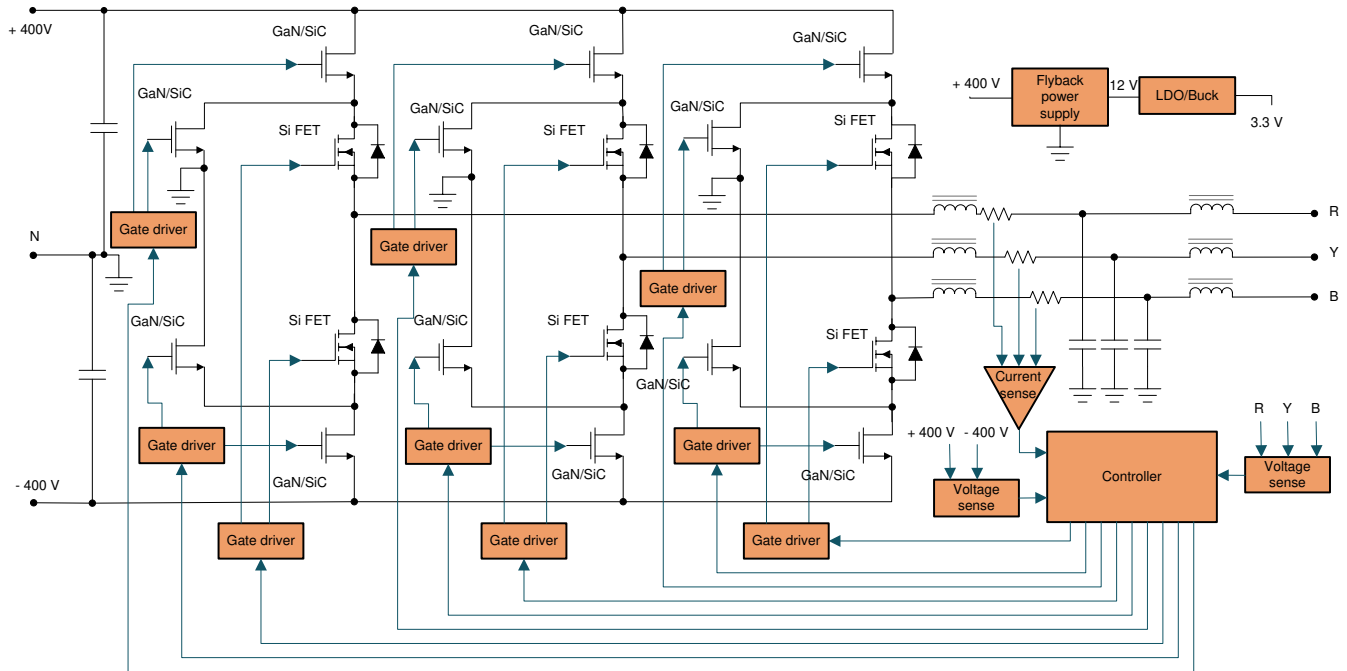 + 400V
GaN/SiC
GaN/SiC
GaN/SiC
+ 400 V
Flyback
power
supply
12 V
LDO/Buck
3.3 V
GaN/SiC
GaN/SiC
GaN/SiC
Si FET
Si FET
Si FET
Gate driver
Gate driver
Gate driver
N
R
Y
B
GaN/SiC
Si FET
GaN/SiC
Si FET
Si FET
GaN/SiC
Current
sense
Gate driver
Gate driver
Gate driver
GaN/SiC
GaN/SiC
GaN/SiC
+ 400 V
- 400 V
R
Y
B
Voltage
sense
Controller
Voltage
sense
- 400 V
Gate driver
Gate driver
Gate driver